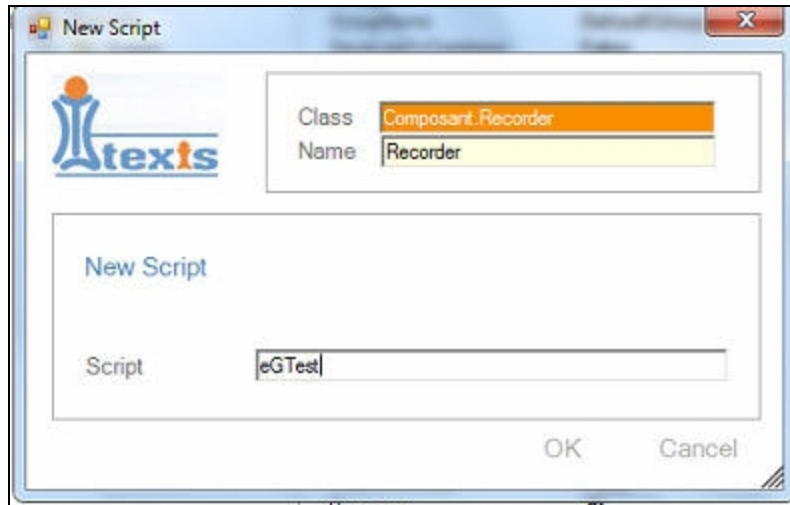 New Script
texis
Class Composant.Recorder
Name Recorder
New Script
Script eGTest
OK Cancel